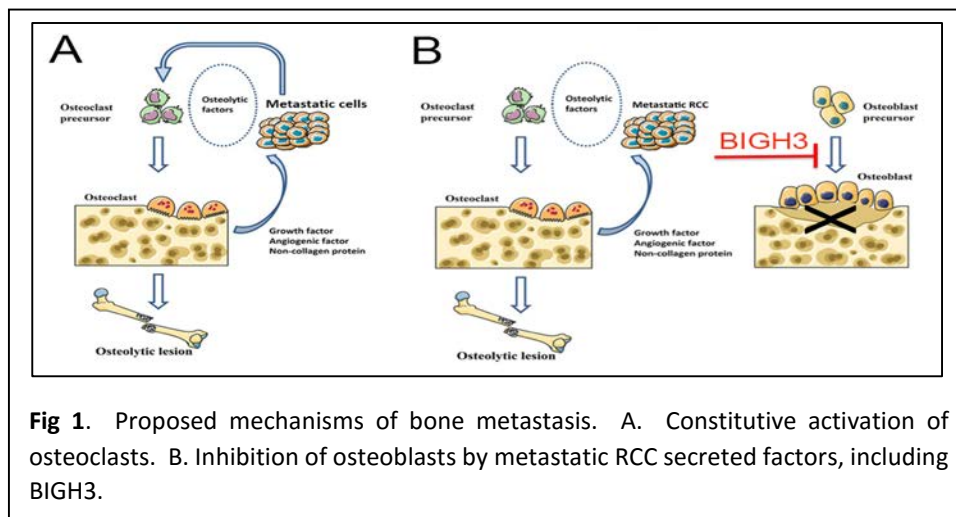 A
Osteoclast
precursor
Osteolytic
factors
Metastatic cells
Osteoclast
Growth factor
Angiogenic factor
Non-collagen protein
Osteolytic lesion
B
Osteoclast
precursor
Osteolytic
factors
Metastatic RCC
BIGH3
Osteoblast
precursor
Osteoblast
Osteoclast
Growth factor
Angiogenic factor
Non-collagen protein
Osteolytic lesion
Fig 1. Proposed mechanisms of bone metastasis. A. Constitutive activation of
osteoclasts. B. Inhibition of osteoblasts by metastatic RCC secreted factors, including
BIGH3.